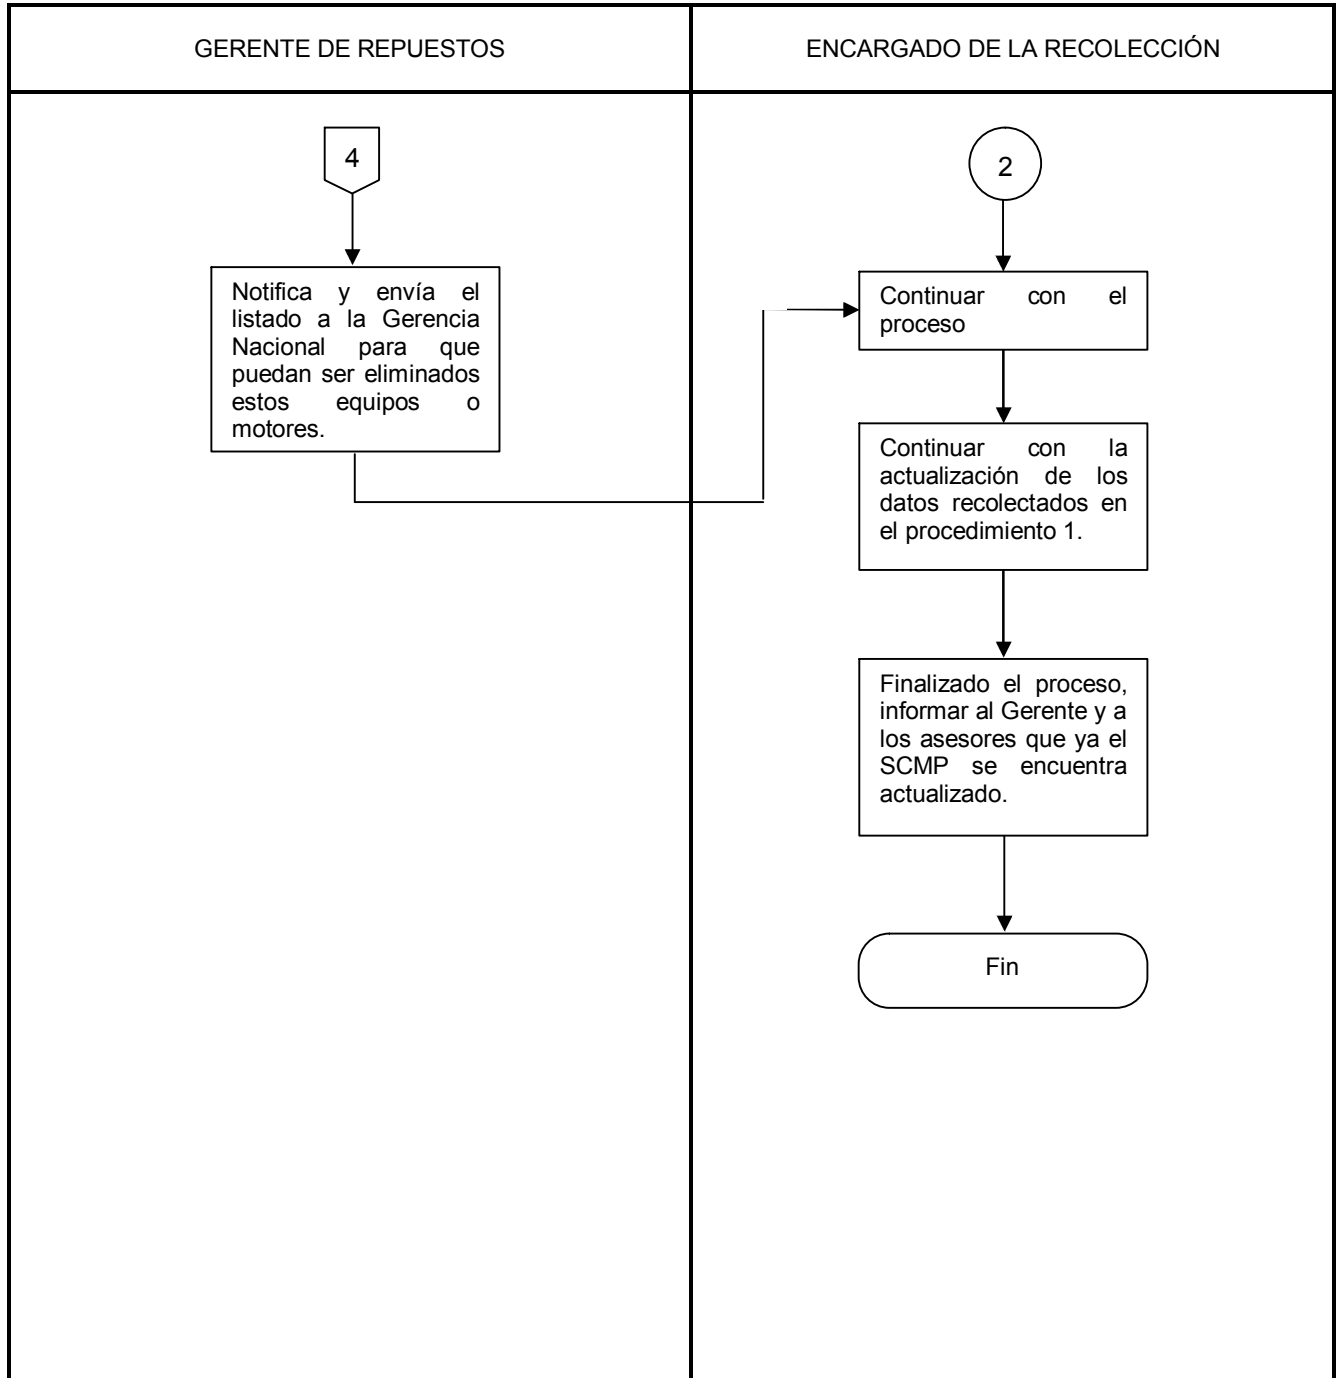 GERENTE DE REPUESTOS
ENCARGADO DE LA RECOLECCIÓN
4
Notifica y envía el
listado a la Gerencia
Nacional para que
puedan ser eliminados
estos equipos o
motores.
2
Continuar con el
proceso
Continuar con la
actualización de los
datos recolectados en
el procedimiento 1.
Finalizado el proceso,
informar al Gerente y a
los asesores que ya el
SCMP se encuentra
actualizado.
Fin